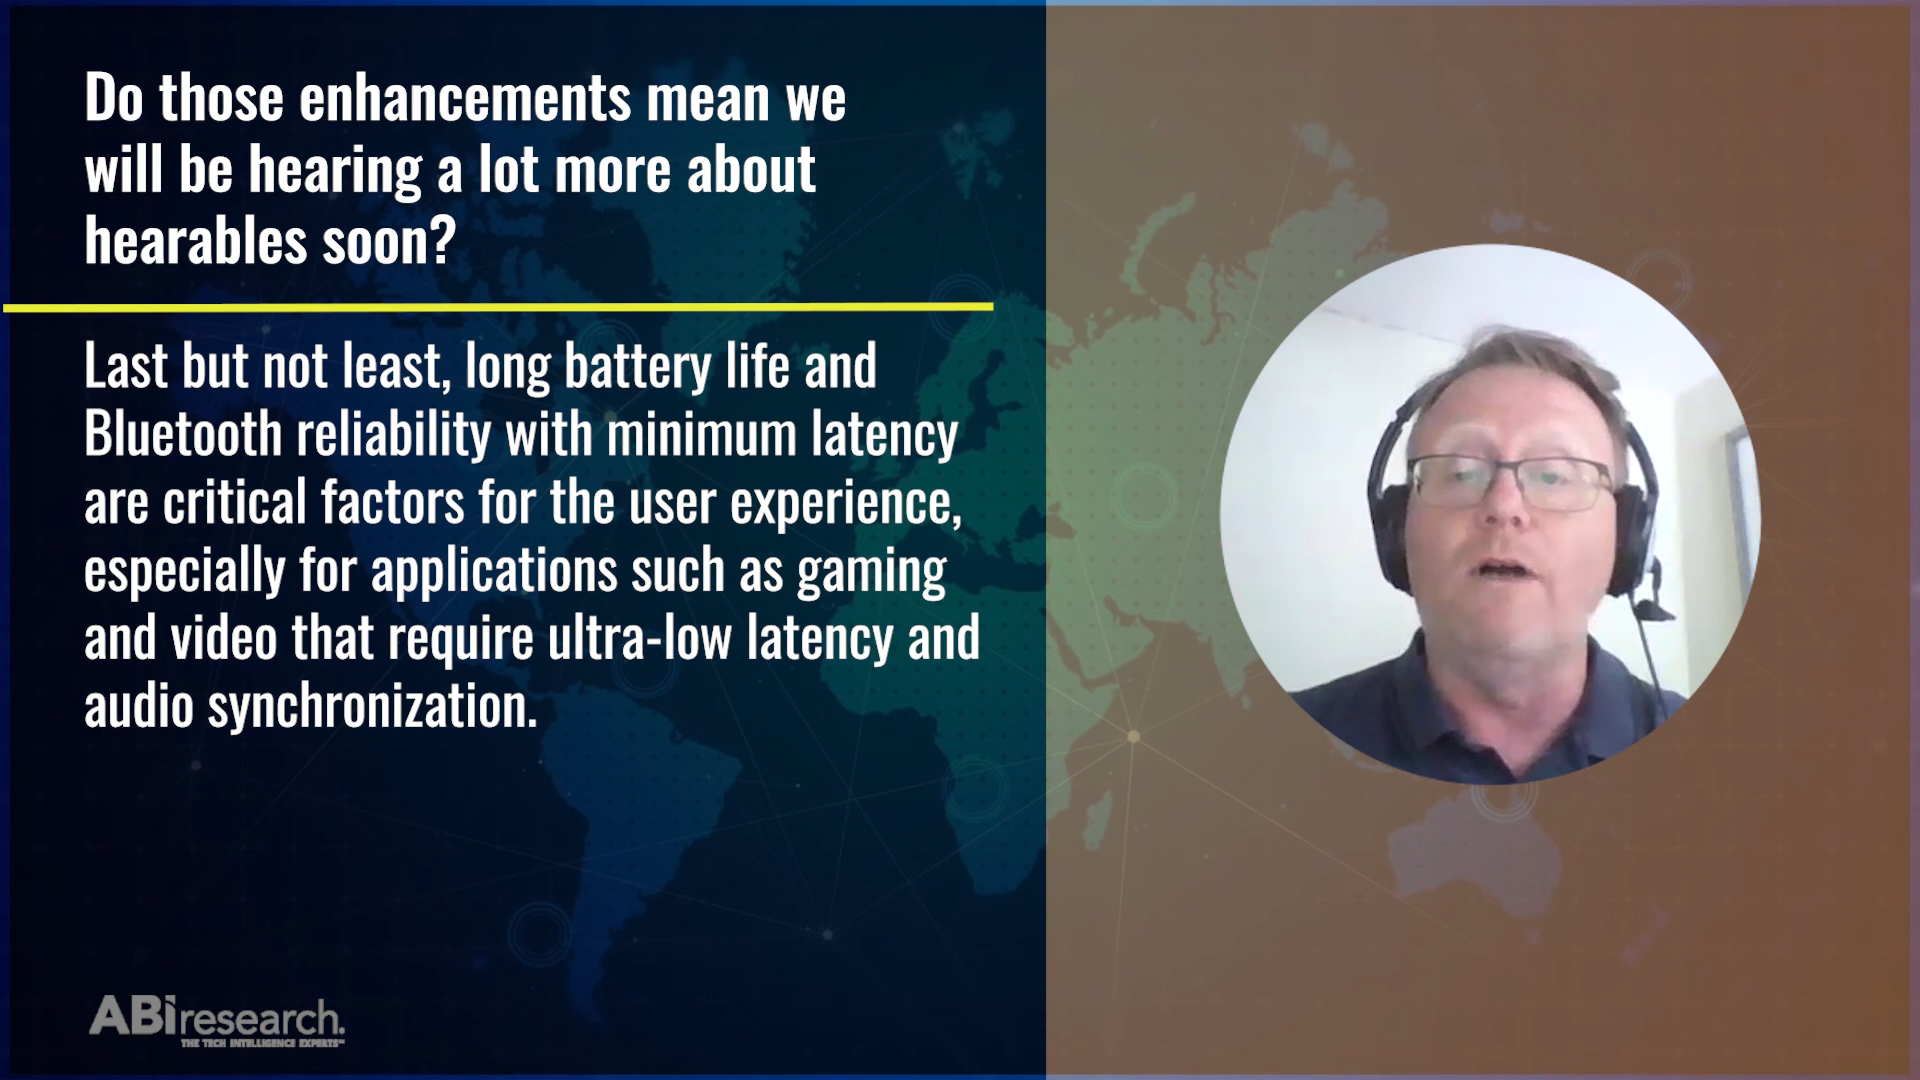 Do those enhancements mean we
will be hearing a lot more about
hearables soon?
Last but not least, long battery life and
Bluetooth reliability with minimum latency
are critical factors for the user experience,
especially for applications such as gaming
and video that require ultra-low latency and
audio synchronization.
ABiresearch.
THE TECH INTELLIGENCE EXPERTS℠